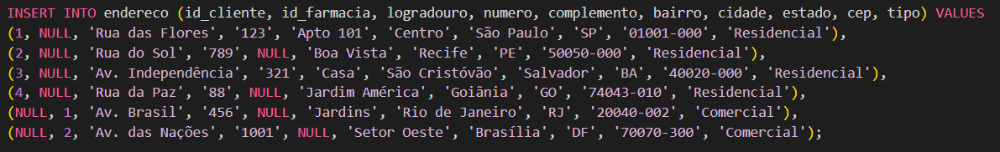 INSERT INTO endereco (id_cliente, id_farmacia, logradouro, numero, complemento, bairro, cidade, estado, cep, tipo) VALUES
(1, NULL, 'Rua das Flores', '123', 'Apto 101', 'Centro', 'São Paulo', 'SP', '01001-000', 'Residencial'),
(2, NULL, 'Rua do Sol', '789', NULL, 'Boa Vista', 'Recife', 'PE', '50050-000', 'Residencial'),
(3, NULL, 'Av. Independência', '321', 'Casa', 'São Cristóvão', 'Salvador', 'BA', '40020-000', 'Residencial'),
(4, NULL, 'Rua da Paz', '88', NULL, 'Jardim América', 'Goiânia', 'GO', '74043-010', 'Residencial'),
(NULL, 1, 'Av. Brasil', '456', NULL, 'Jardins', 'Rio de Janeiro', 'RJ', '20040-002', 'Comercial'),
(NULL, 2, 'Av. das Nações', '1001', NULL, 'Setor Oeste', 'Brasília', 'DF', '70070-300', 'Comercial');